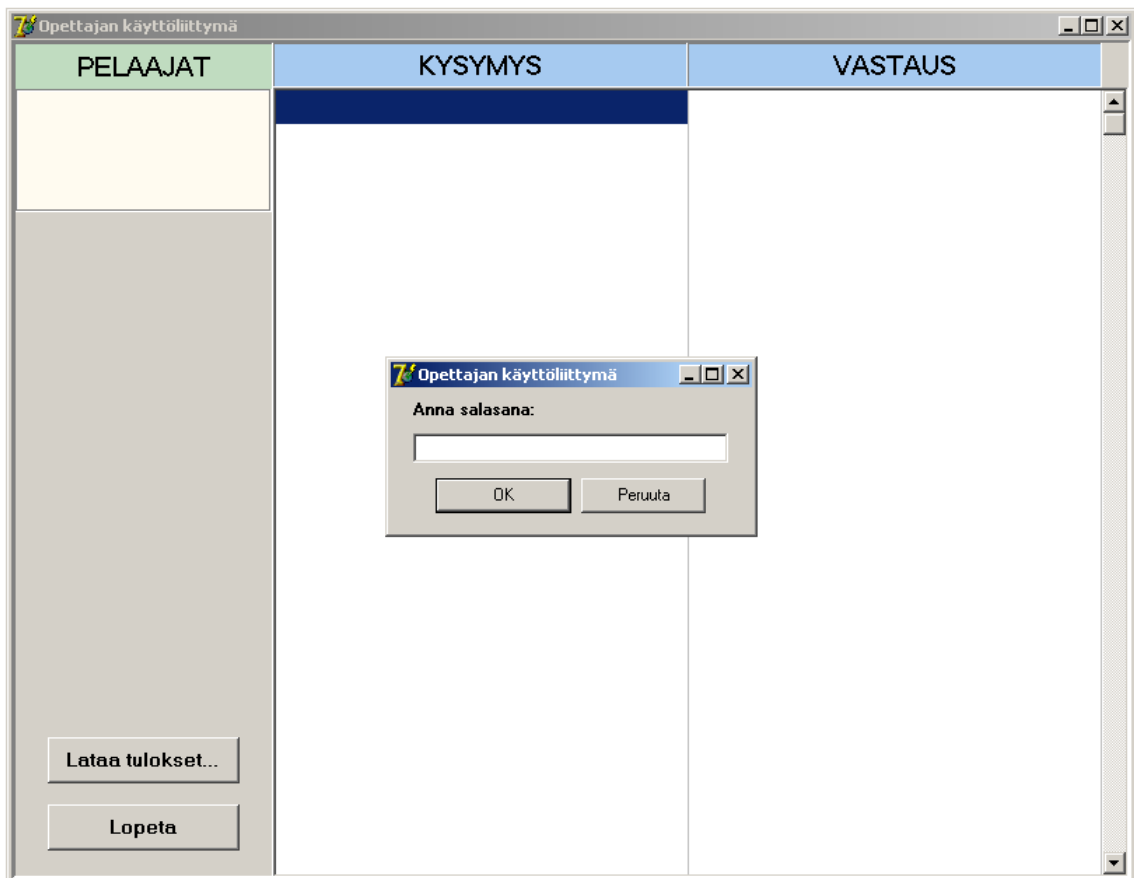 Opettajan käyttöliittymä
PELAAJAT KYSYMYS VASTAUS
Opettajan käyttöliittymä
Anna salasana:
OK Peruuta
Lataa tulokset...
Lopeta